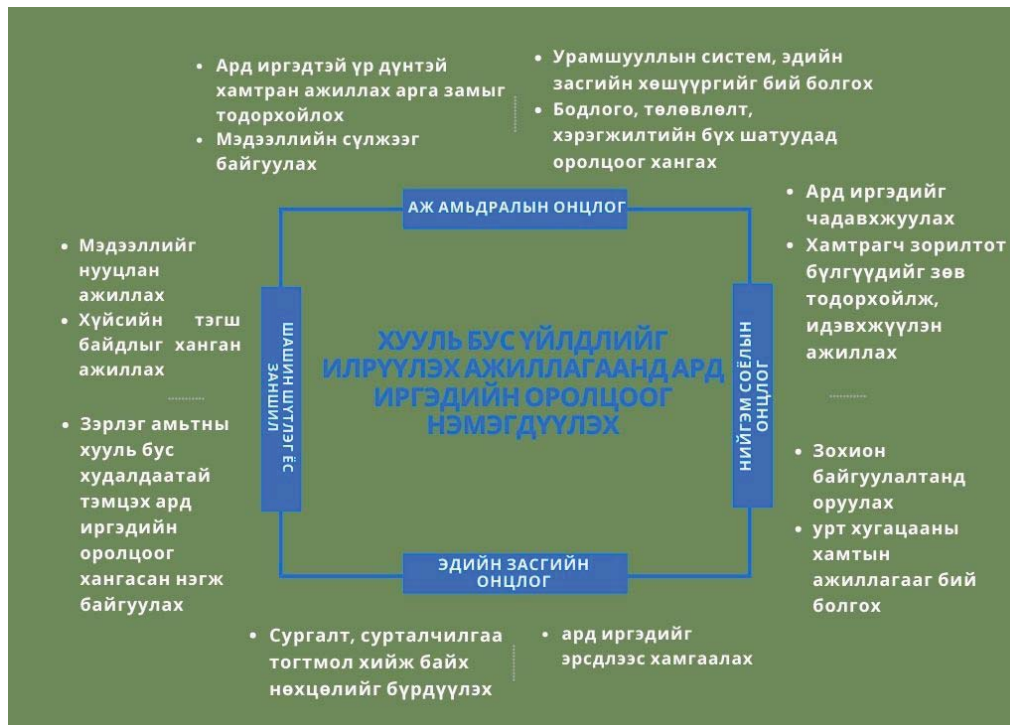 • Ард иргэдтэй үр дүнтэй
хамтран ажиллах арга замыг
тодорхойлох
• Мэдээллийн сүлжээг
байгуулах
• Урамшууллын систем, эдийн
засгийн хөшүүргийг бий болгох
• Бодлого, төлөвлөлт,
хэрэгжилтийн бүх шатуудад
оролцоог хангах
АЖ АМЬДРАЛЫН ОНЦЛОГ
• Ард иргэдийг
чадавхжуулах
• Хамтрагч зорилтот
бүлгүүдийг зөв
тодорхойлж,
идэвхжүүлэн
ажиллах
• Мэдээллийг
нууцлан
ажиллах
• Хүйсийн тэгш
байдлыг ханган
ажиллах
ШАШИН ШҮТЛЭГ ЁС
ЗАНШИЛ
ХУУЛЬ БУС ҮЙЛДЛИЙГ
ИЛРҮҮЛЭХ АЖИЛЛАГААНД АРД
ИРГЭДИЙН ОРОЛЦООГ
НЭМЭГДҮҮЛЭХ
НИЙГЭМ СОЁЛЫН
ОНЦЛОГ
• Зэрлэг амьтны
хууль бус
худалдаатай
тэмцэх ард
иргэдийн
оролцоог
хангасан нэгж
байгуулах
• Зохион
байгуулалтанд
оруулах
• урт хугацааны
хамтын
ажиллагааг бий
болгох
ЭДИЙН ЗАСГИЙН
ОНЦЛОГ
• Сургалт, сурталчилгаа
тогтмол хийж байх
нөхцөлийг бүрдүүлэх
• ард иргэдийг
эрсдлээс хамгаалах